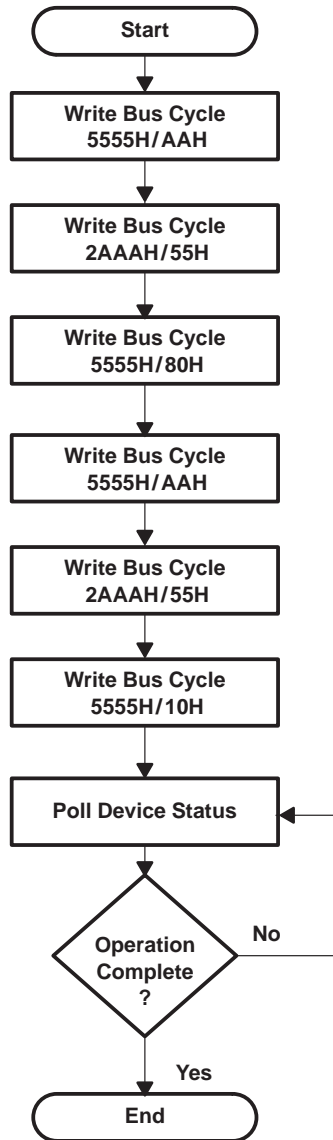 Start
Write Bus Cycle
5555H/AAH
Write Bus Cycle
2AAAH/55H
Write Bus Cycle
5555H/80H
Write Bus Cycle
5555H/AAH
Write Bus Cycle
2AAAH/55H
Write Bus Cycle
5555H/10H
Poll Device Status
Operation
Complete
?
No
Yes
End